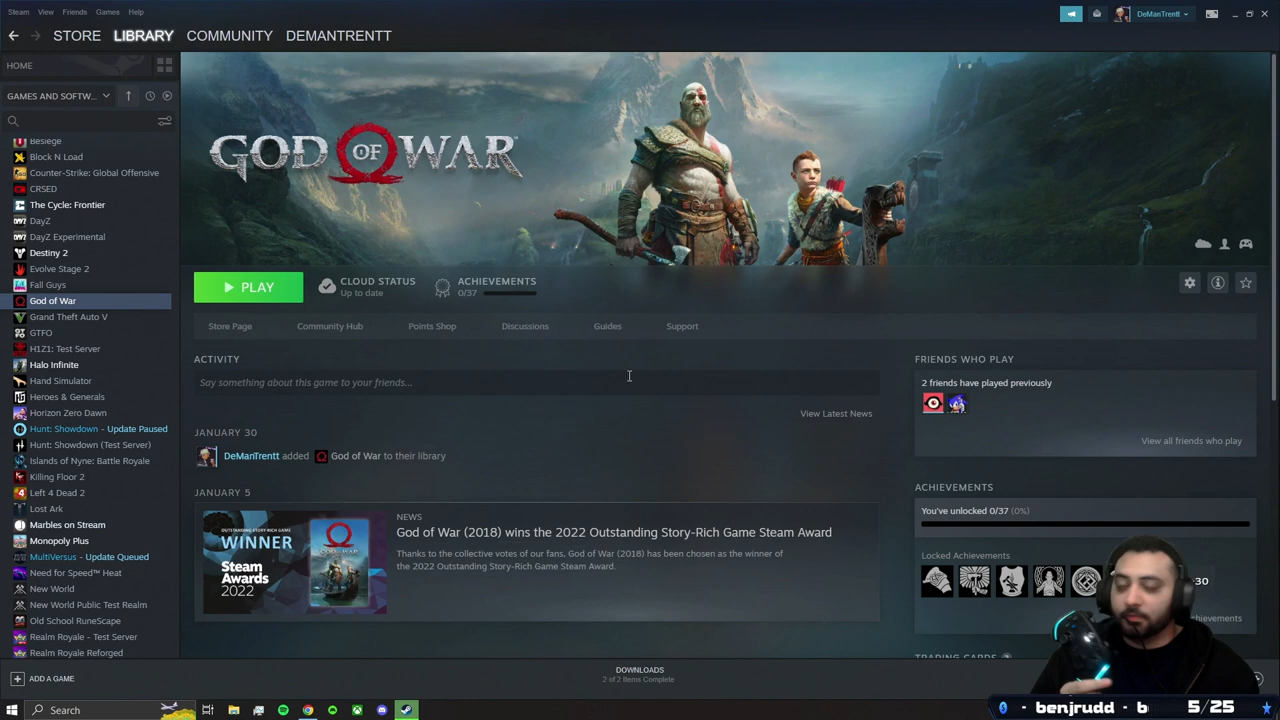 Steam View Friends Games Help
DeManTrentt
STORE LIBRARY COMMUNITY DEMANTRENTT
HOME
GAMES AND SOFTW...
Besiege
Block N Load
Counter-Strike: Global Offensive
CRSED
The Cycle: Frontier
DayZ
DayZ Experimental
Destiny 2
Evolve Stage 2
Fall Guys
God of War
Grand Theft Auto V
GTFO
H1Z1: Test Server
Halo Infinite
Hand Simulator
Heroes & Generals
Horizon Zero Dawn
Hunt: Showdown - Update Paused
Hunt: Showdown (Test Server)
Islands of Nyne: Battle Royale
Killing Floor 2
Left 4 Dead 2
Lost Ark
Marbles on Stream
Monopoly Plus
MultiVersus - Update Queued
Need for Speed™ Heat
New World
New World Public Test Realm
Old School RuneScape
Realm Royale - Test Server
Realm Royale Reforged
ADD A GAME
GOD OF WAR
PLAY
CLOUD STATUS
Up to date
ACHIEVEMENTS
0/37
Store Page Community Hub Points Shop Discussions Guides Support
ACTIVITY
Say something about this game to your friends...
View Latest News
JANUARY 30
DeManTrentt added God of War to their library
JANUARY 5
OUTSTANDING STORY-RICH GAME
WINNER
Steam
Awards
2022
NEWS
God of War (2018) wins the 2022 Outstanding Story-Rich Game Steam Award
Thanks to the collective votes of our fans, God of War (2018) has been chosen as the winner of
the 2022 Outstanding Story-Rich Game Steam Award.
FRIENDS WHO PLAY
2 friends have played previously
View all friends who play
ACHIEVEMENTS
You've unlocked 0/37 (0%)
Locked Achievements
30
chievements
DOWNLOADS
2 of 2 Items Complete
Search
- benjrudd - b 5/25